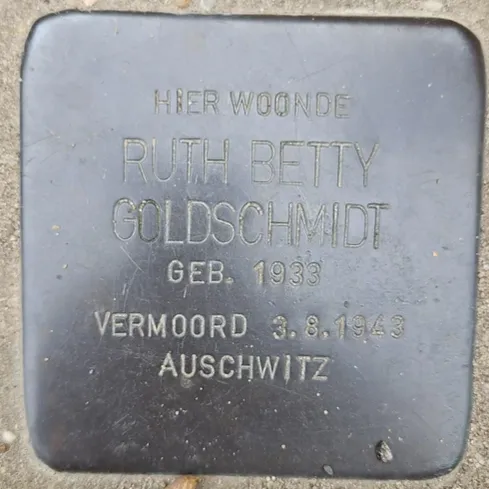 HIER WOONDE
RUTH BETTY
GOLDSCHMIDT
GEB. 1933
VERMOORD 3.8.1943
AUSCHWITZ